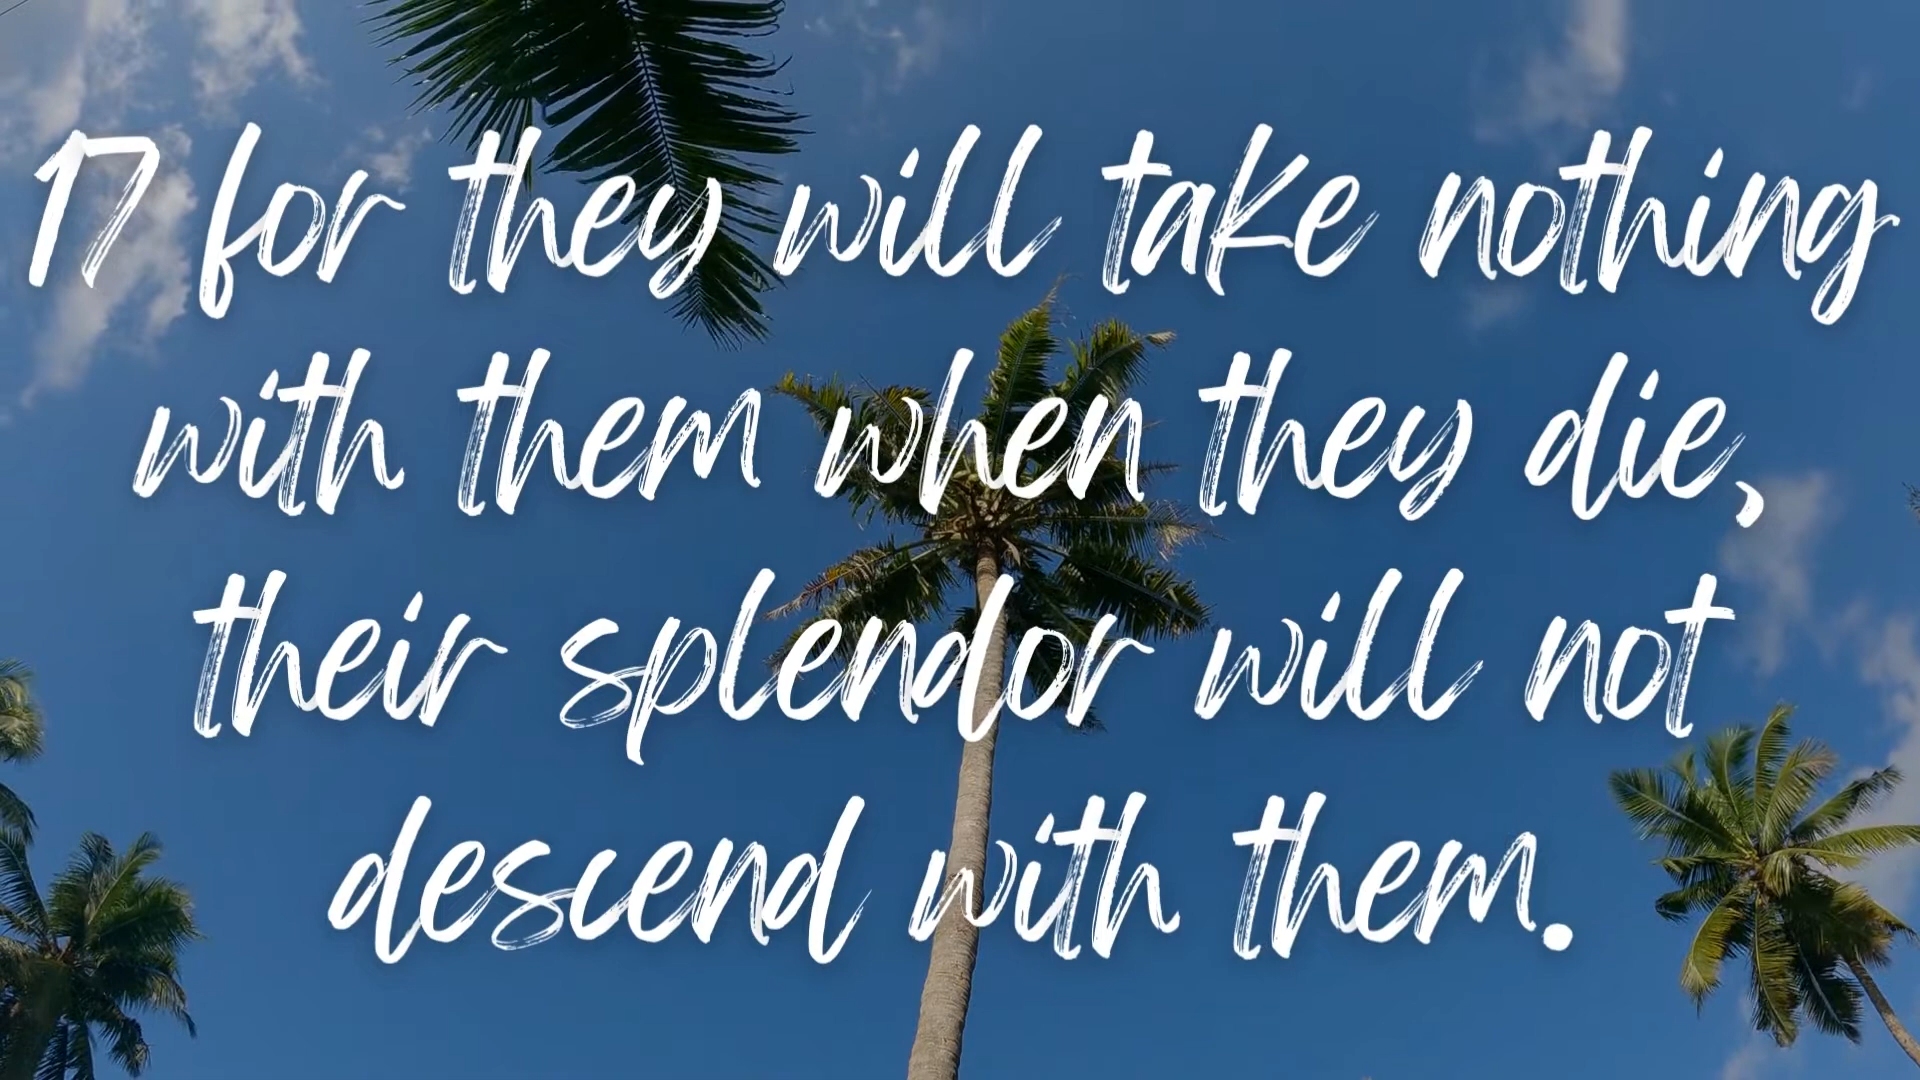 17 for they will take nothing
with them when they die,
their splendor will not
descend with them.